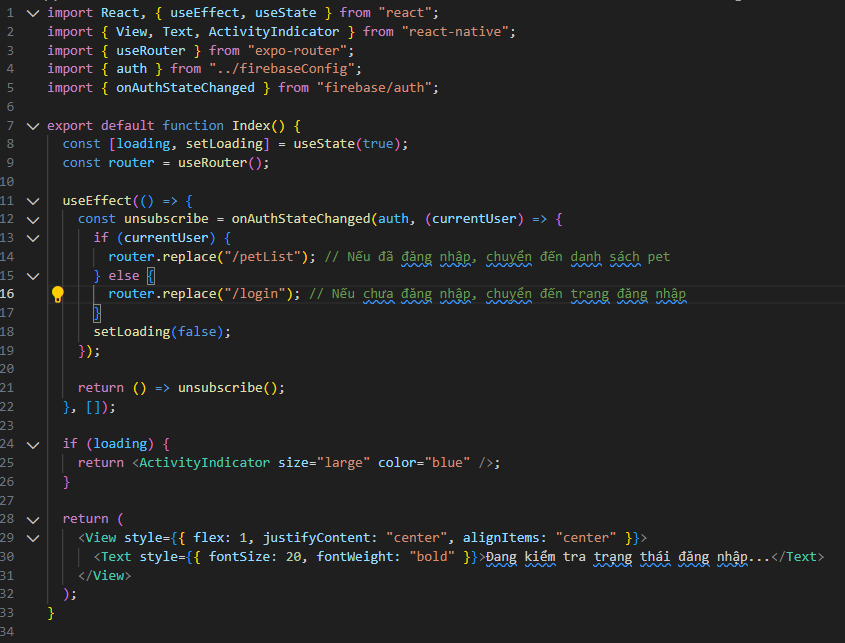 1 import React, { useEffect, useState } from "react";
2 import { View, Text, ActivityIndicator } from "react-native";
3 import { useRouter } from "expo-router";
4 import { auth } from "../firebaseConfig";
5 import { onAuthStateChanged } from "firebase/auth";
6
7 export default function Index() {
8 const [loading, setLoading] = useState(true);
9 const router = useRouter();
10
11 useEffect(() => {
12 const unsubscribe = onAuthStateChanged(auth, (currentUser) => {
13 if (currentUser) {
14 router.replace("/petList"); // Nếu đã đăng nhập, chuyển đến danh sách pet
15 } else {
16 router.replace("/login"); // Nếu chưa đăng nhập, chuyển đến trang đăng nhập
17 }
18 setLoading(false);
19 });
20
21 return () => unsubscribe();
22 }, []);
23
24 if (loading) {
25 return <ActivityIndicator size="large" color="blue" />;
26 }
27
28 return (
29 <View style={{ flex: 1, justifyContent: "center", alignItems: "center" }}>
30 <Text style={{ fontSize: 20, fontWeight: "bold" }}>Đang kiểm tra trạng thái đăng nhập...</Text>
31 </View>
32 );
33 }
34